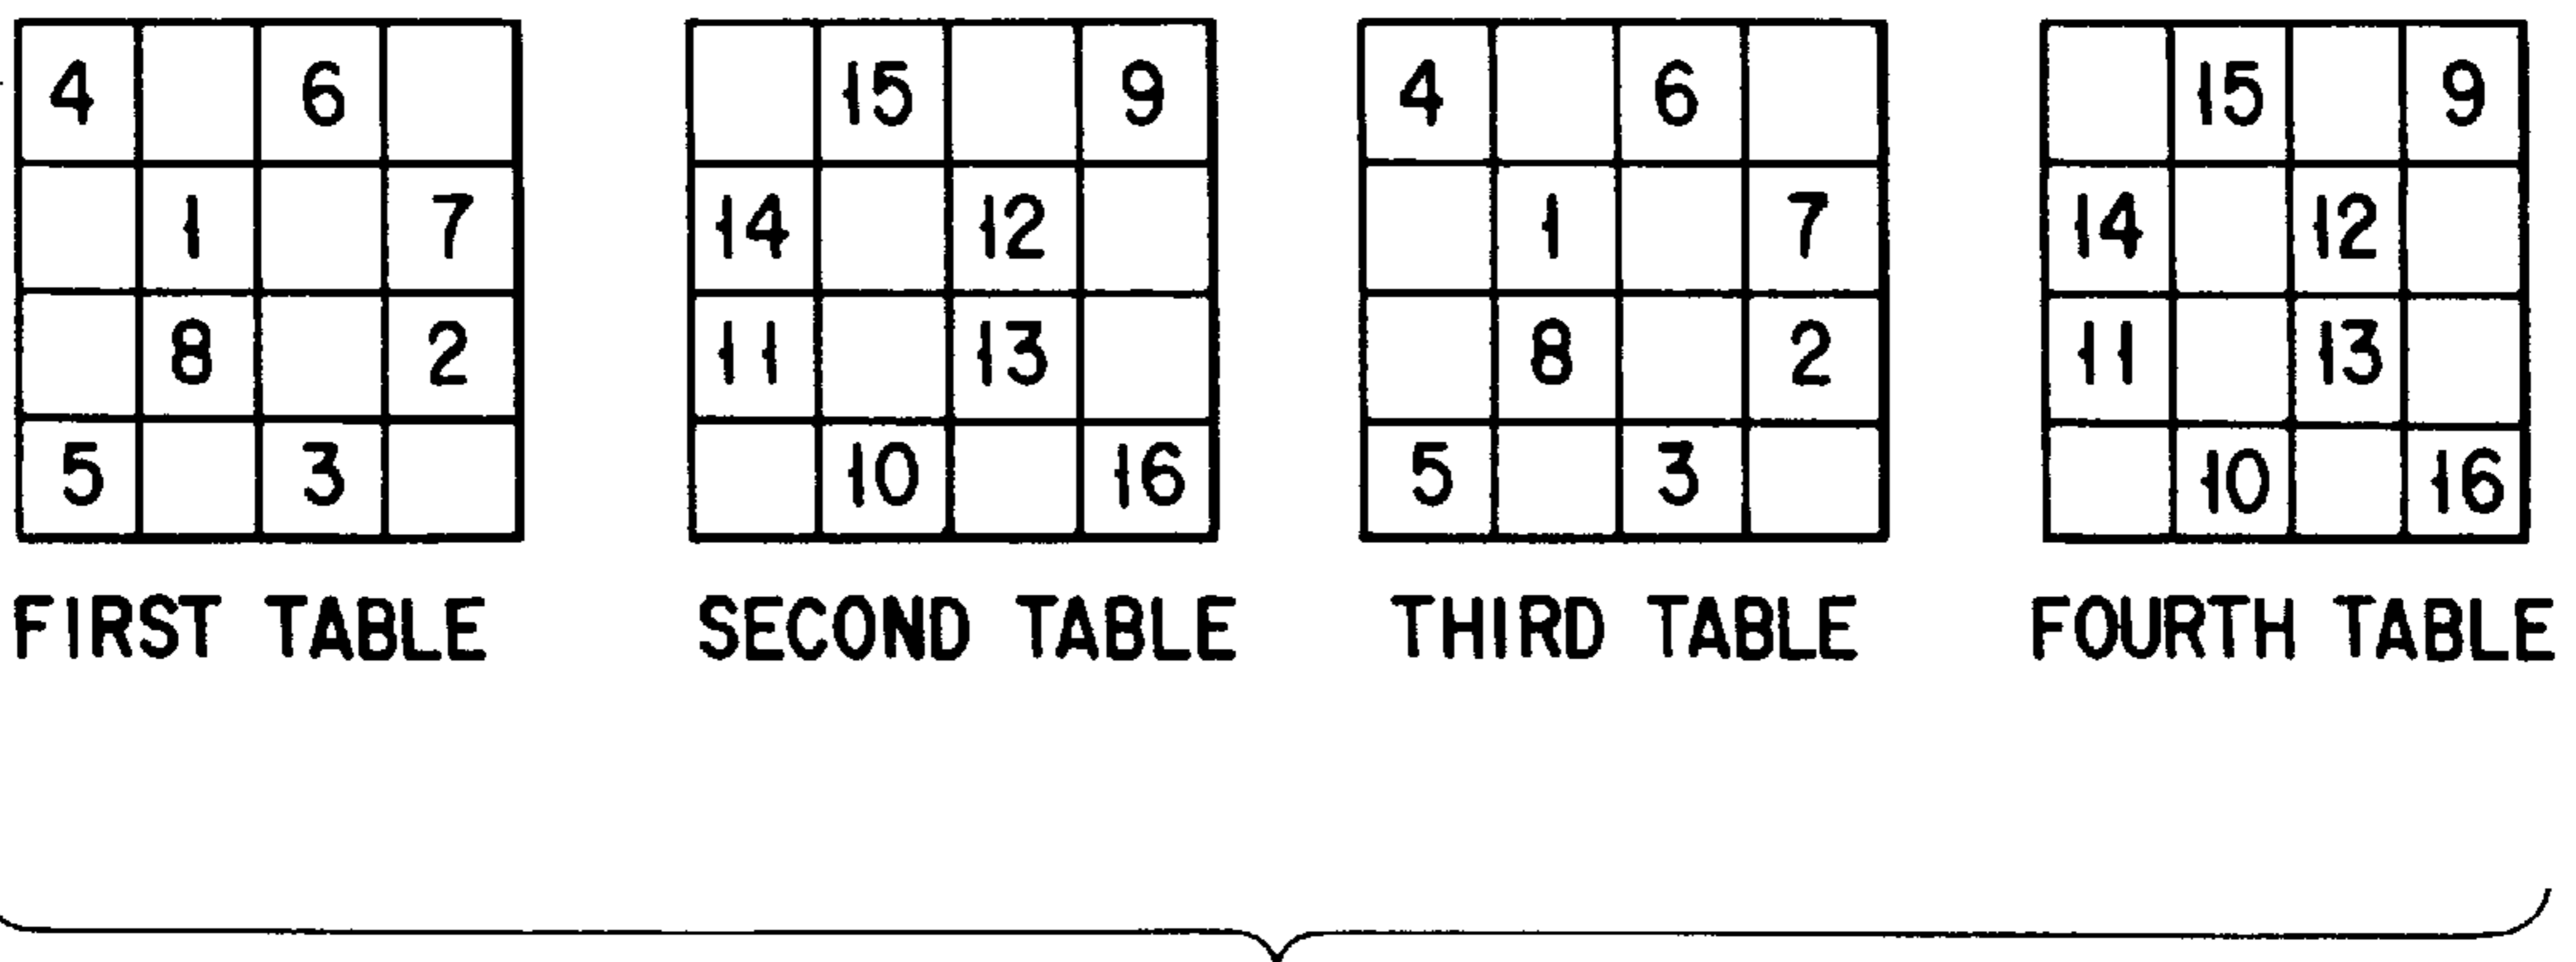 4 6 15 9 4 6 15 9
1 7 14 12 1 7 14 12
8 2 11 13 8 2 11 13
5 3 10 16 5 3 10 16
FIRST TABLE SECOND TABLE THIRD TABLE FOURTH TABLE